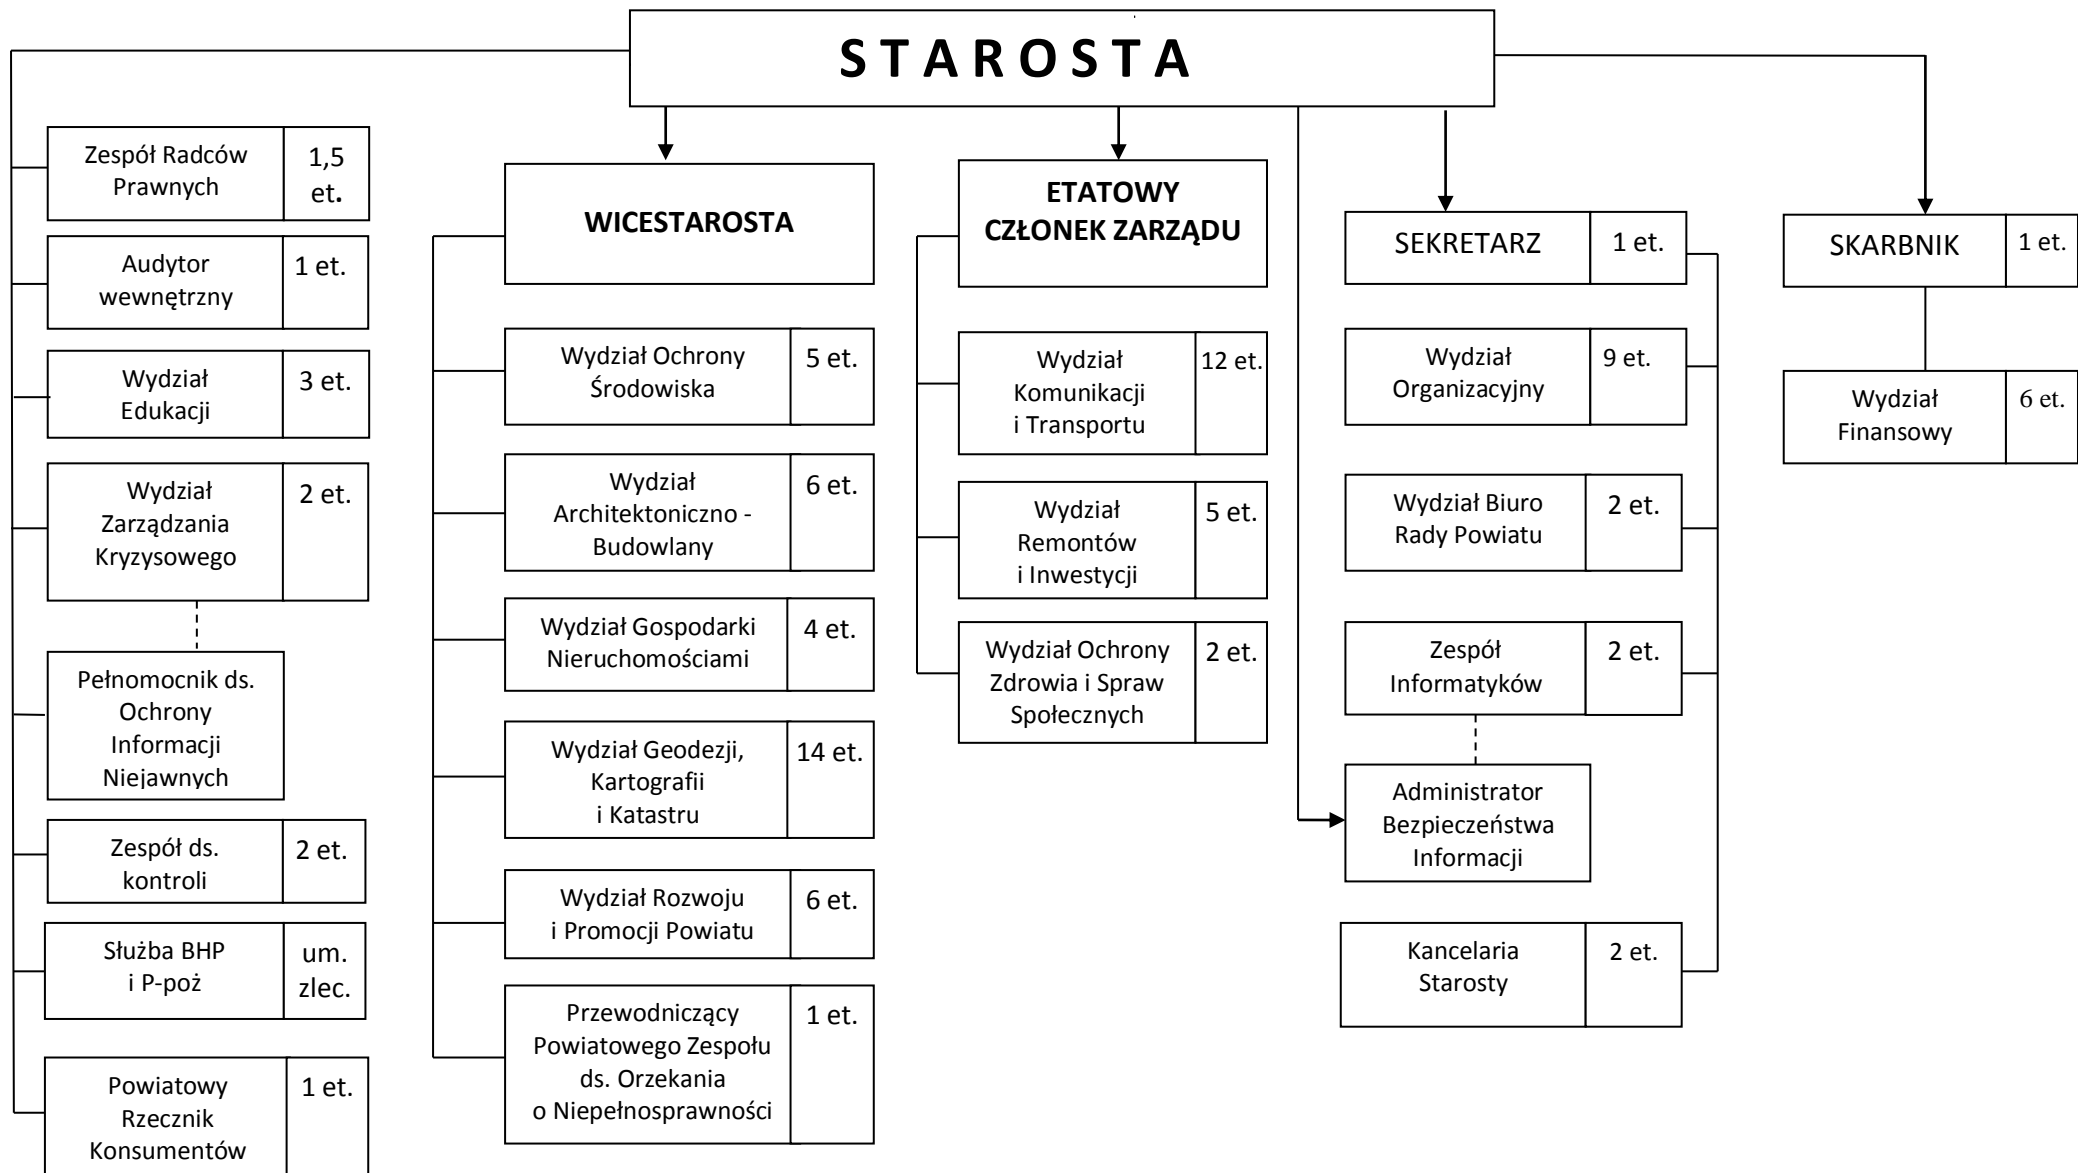 S T A R O S T A
Zespół Radców
Prawnych
1,5
et.
Audytor
wewnętrzny
1 et.
Wydział
Edukacji
3 et.
Wydział
Zarządzania
Kryzysowego
2 et.
Pełnomocnik ds.
Ochrony
Informacji
Niejawnych
Zespół ds.
kontroli
2 et.
Służba BHP
i P-poż
um.
zlec.
Powiatowy
Rzecznik
Konsumentów
1 et.
WICESTAROSTA
Wydział Ochrony
Środowiska
5 et.
Wydział
Architektoniczno -
Budowlany
6 et.
Wydział Gospodarki
Nieruchomościami
4 et.
Wydział Geodezji,
Kartografii
i Katastru
14 et.
Wydział Rozwoju
i Promocji Powiatu
6 et.
Przewodniczący
Powiatowego Zespołu
ds. Orzekania
o Niepełnosprawności
1 et.
ETATOWY
CZŁONEK ZARZĄDU
Wydział
Komunikacji
i Transportu
12 et.
Wydział
Remontów
i Inwestycji
5 et.
Wydział Ochrony
Zdrowia i Spraw
Społecznych
2 et.
SEKRETARZ
1 et.
Wydział
Organizacyjny
9 et.
Wydział Biuro
Rady Powiatu
2 et.
Zespół
Informatyków
2 et.
Administrator
Bezpieczeństwa
Informacji
Kancelaria
Starosty
2 et.
SKARBNIK
1 et.
Wydział
Finansowy
6 et.